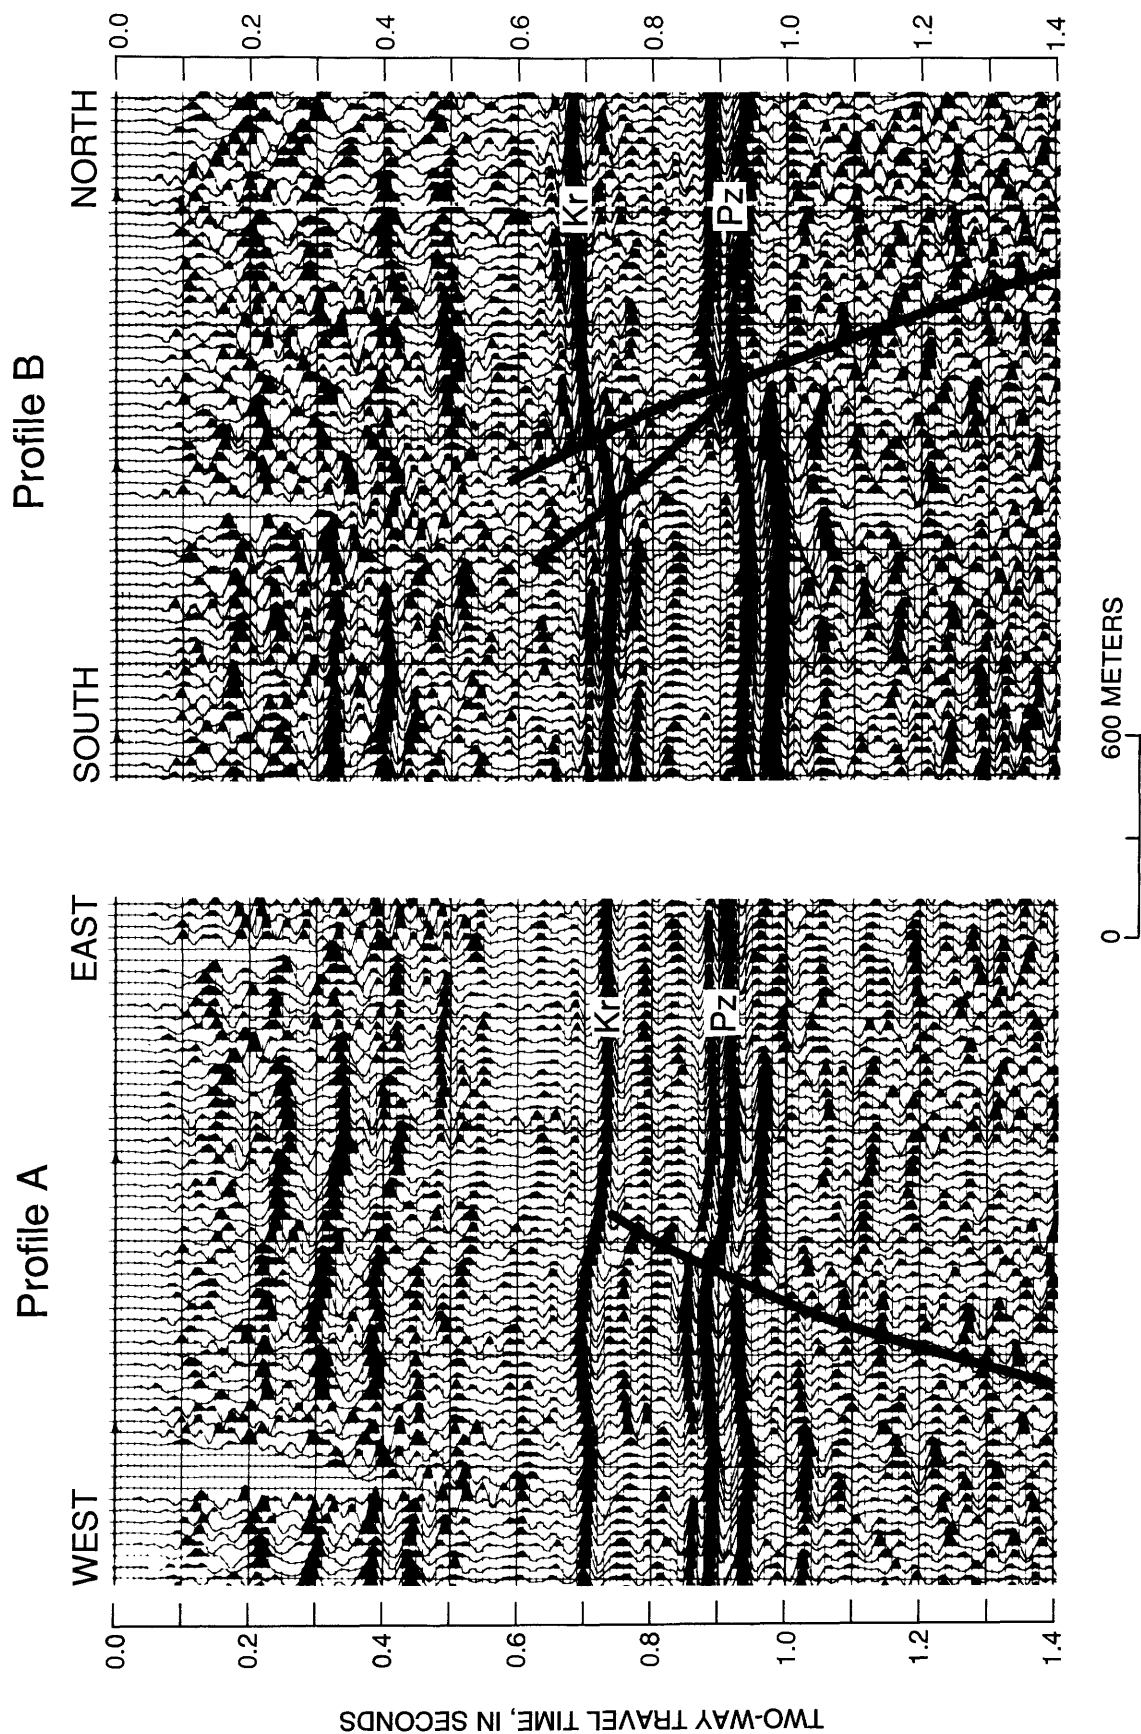 Profile A
Profile B
WEST
EAST
SOUTH
NORTH
0.0
0.2
0.4
0.6
0.8
1.0
1.2
1.4
TWO-WAY TRAVEL TIME, IN SECONDS
Kr
Pz
Kr
Pz
0.0
0.2
0.4
0.6
0.8
1.0
1.2
1.4
0
600 METERS